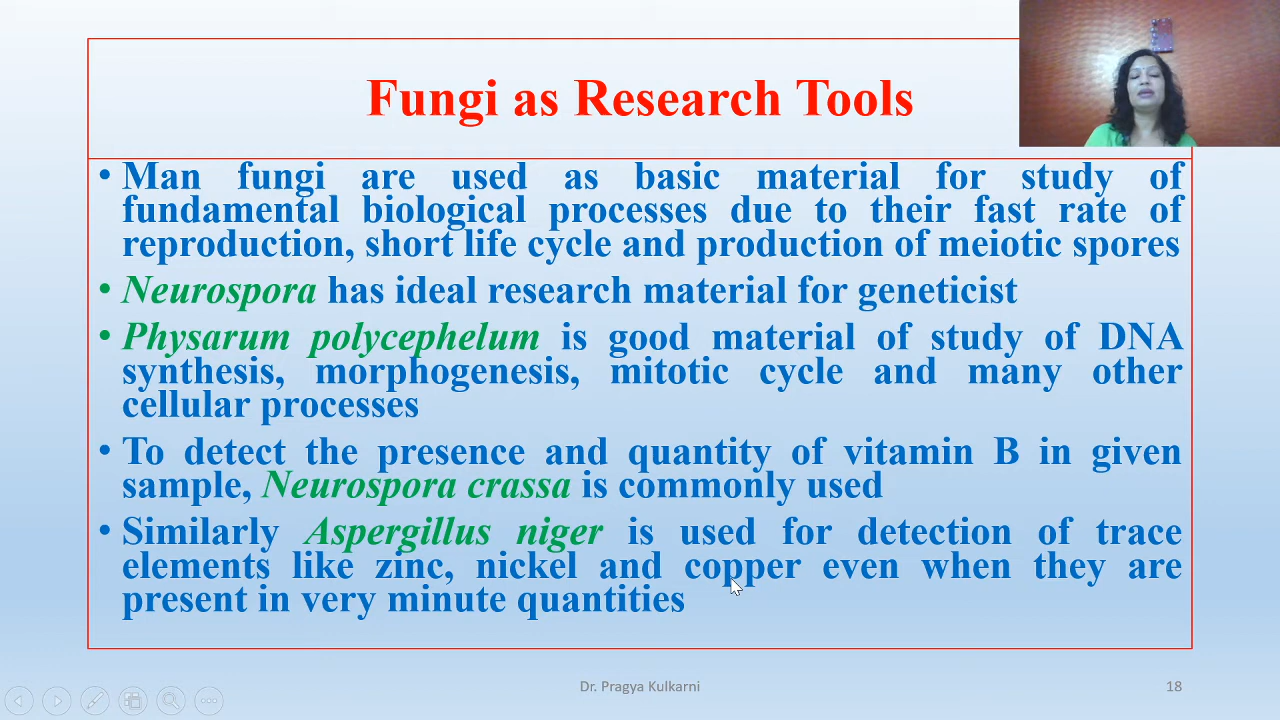 Fungi as Research Tools
• Man fungi are used as basic material for study of
fundamental biological processes due to their fast rate of
reproduction, short life cycle and production of meiotic spores
• Neurospora has ideal research material for geneticist
• Physarum polycephelum is good material of study of DNA
synthesis, morphogenesis, mitotic cycle and many other
cellular processes
• To detect the presence and quantity of vitamin B in given
sample, Neurospora crassa is commonly used
• Similarly Aspergillus niger is used for detection of trace
elements like zinc, nickel and copper even when they are
present in very minute quantities
Dr. Pragya Kulkarni
18